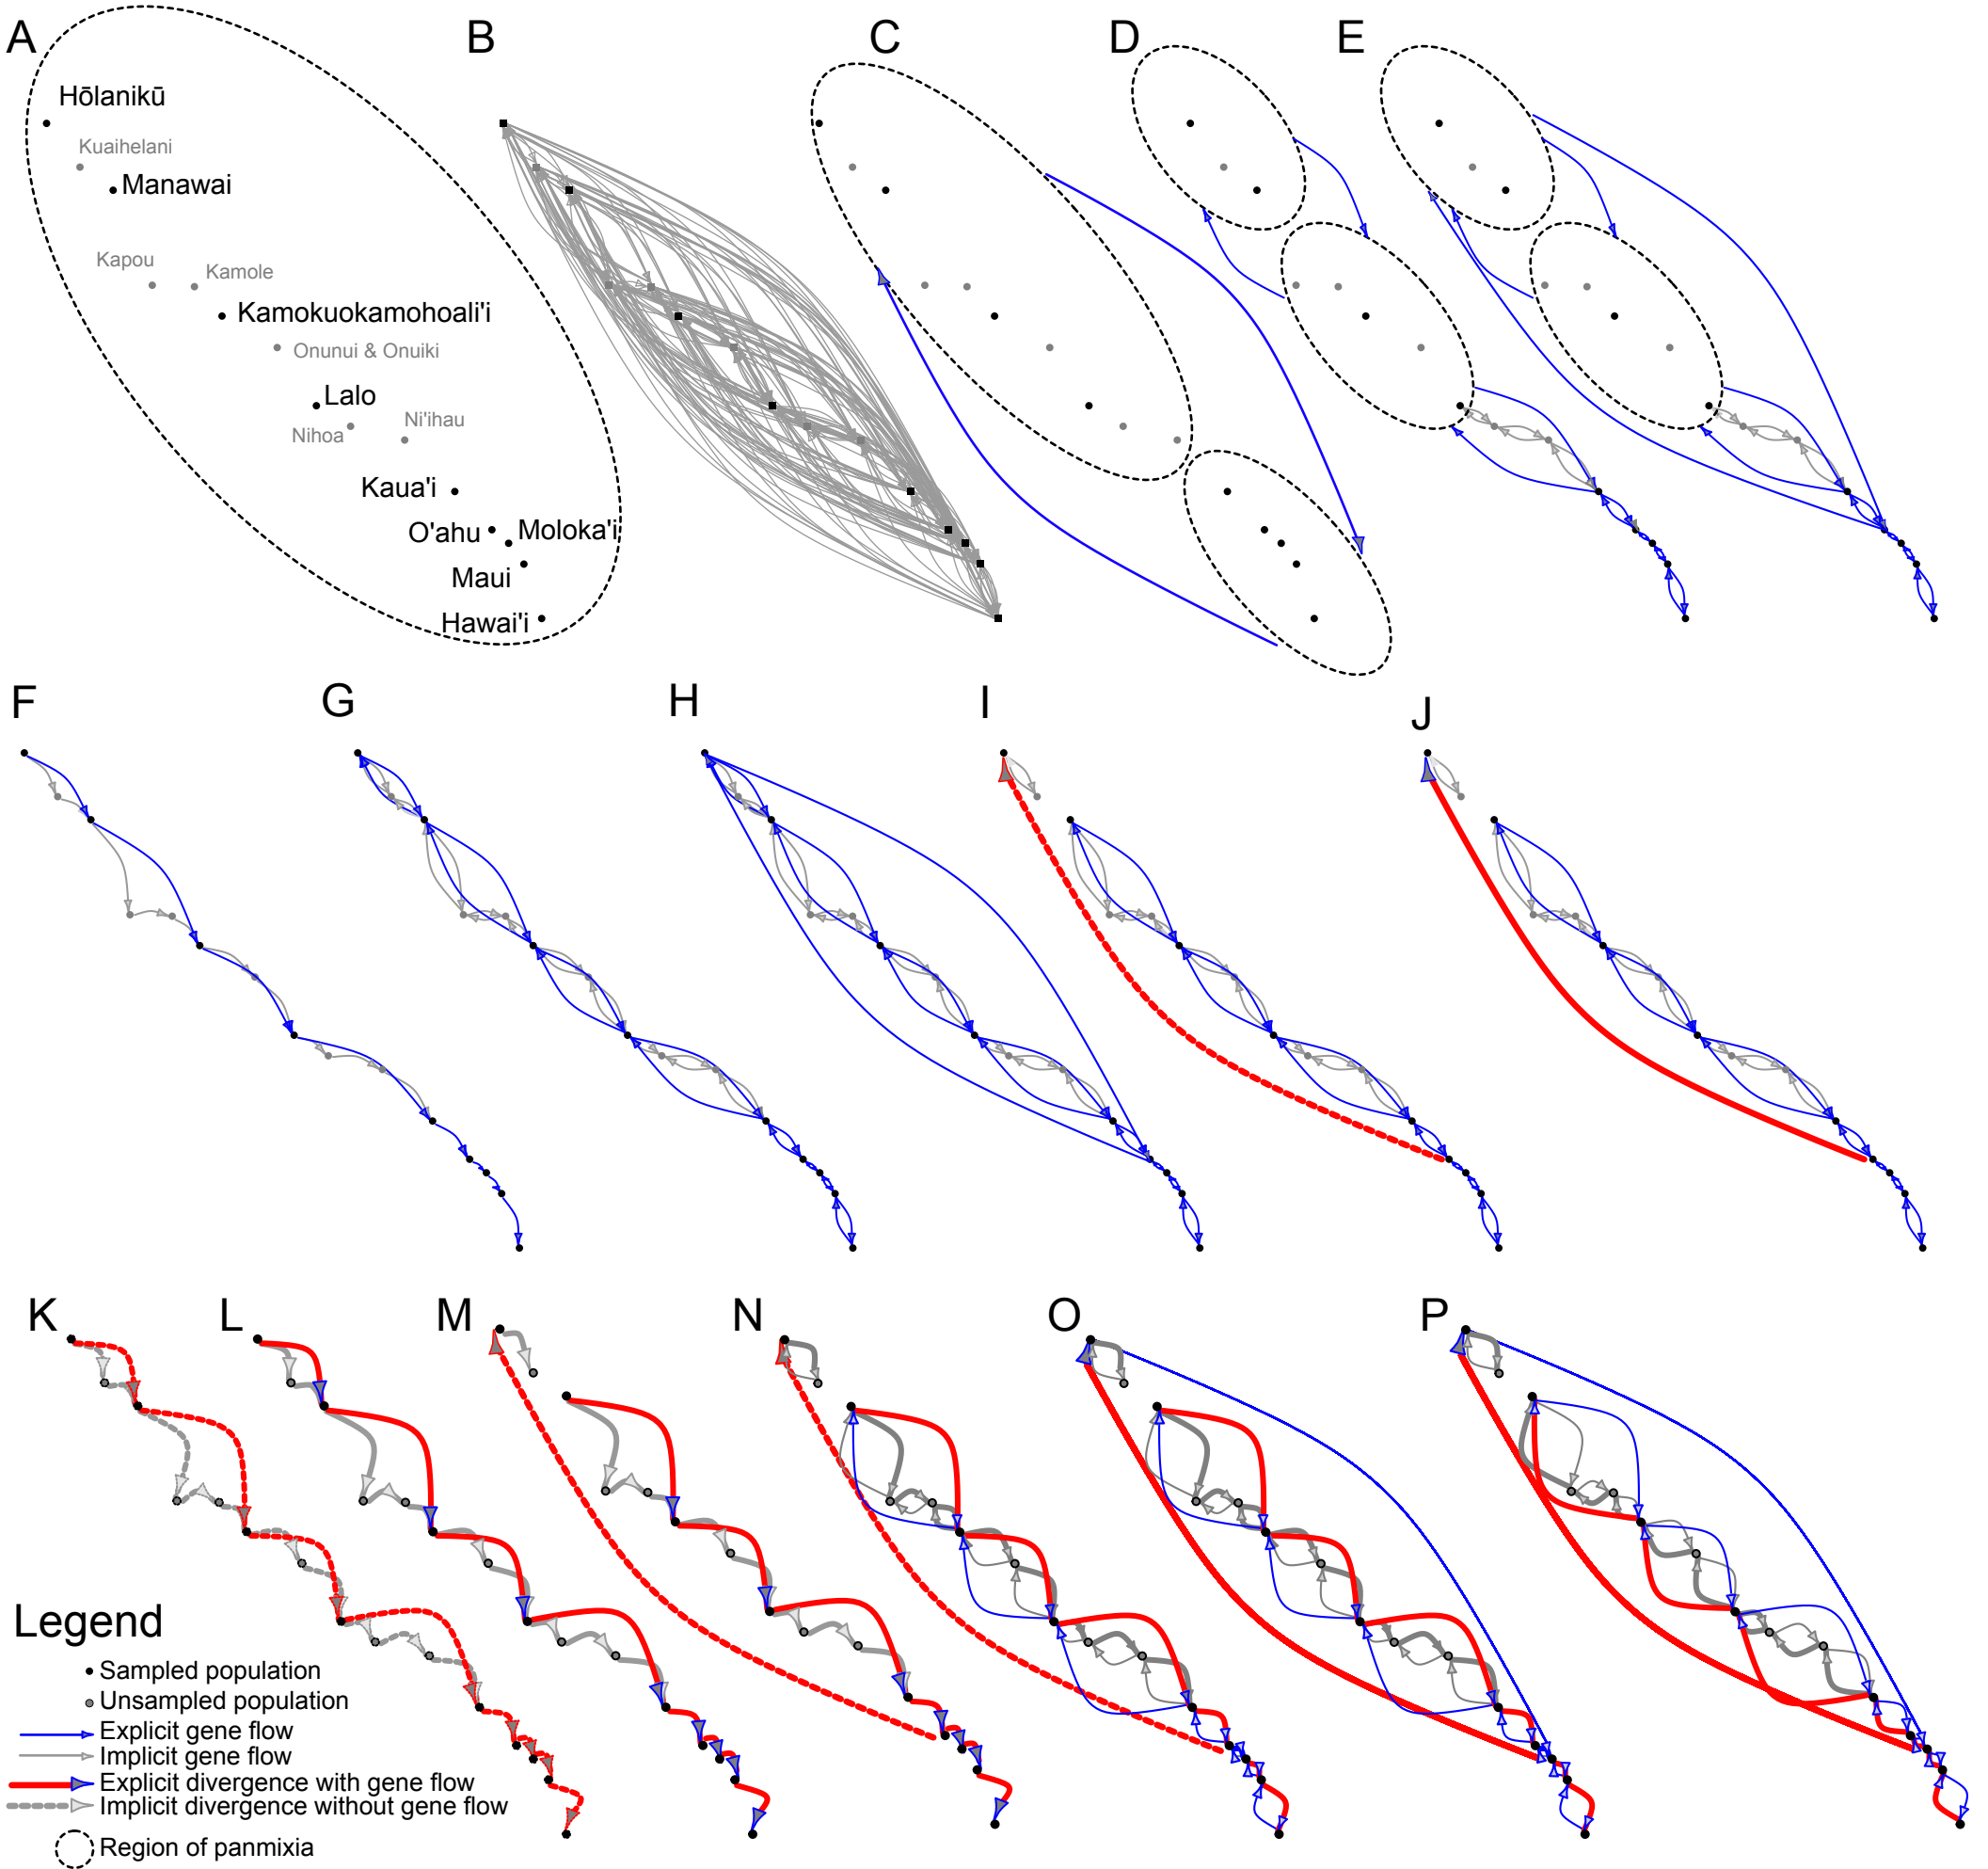 A
B
C
D
E
Hōlanikū
Kuaihelani
Manawai
Kapou
Kamole
Kamokuokamohoali'i
Onunui & Onuiki
Lalo
Ni'ihau
Nihoa
Kaua'i
O'ahu
Moloka'i
Maui
Hawai'i
F
G
H
I
J
K
L
M
N
O
P
Legend
Sampled population
Unsampled population
Explicit gene flow
Implicit gene flow
Explicit divergence with gene flow
Implicit divergence without gene flow
Region of panmixia